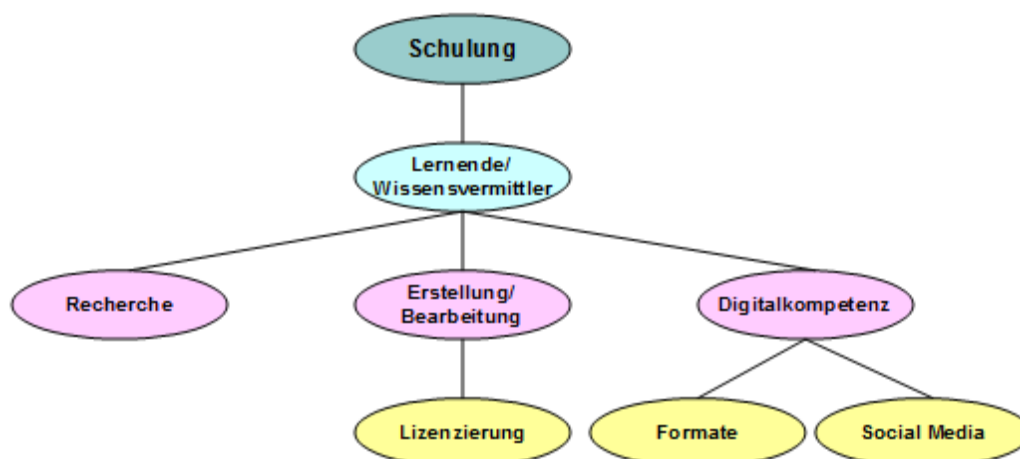 Schulung
Lernende/
Wissensvermittler
Recherche
Erstellung/
Bearbeitung
Digitalkompetenz
Lizenzierung
Formate
Social Media